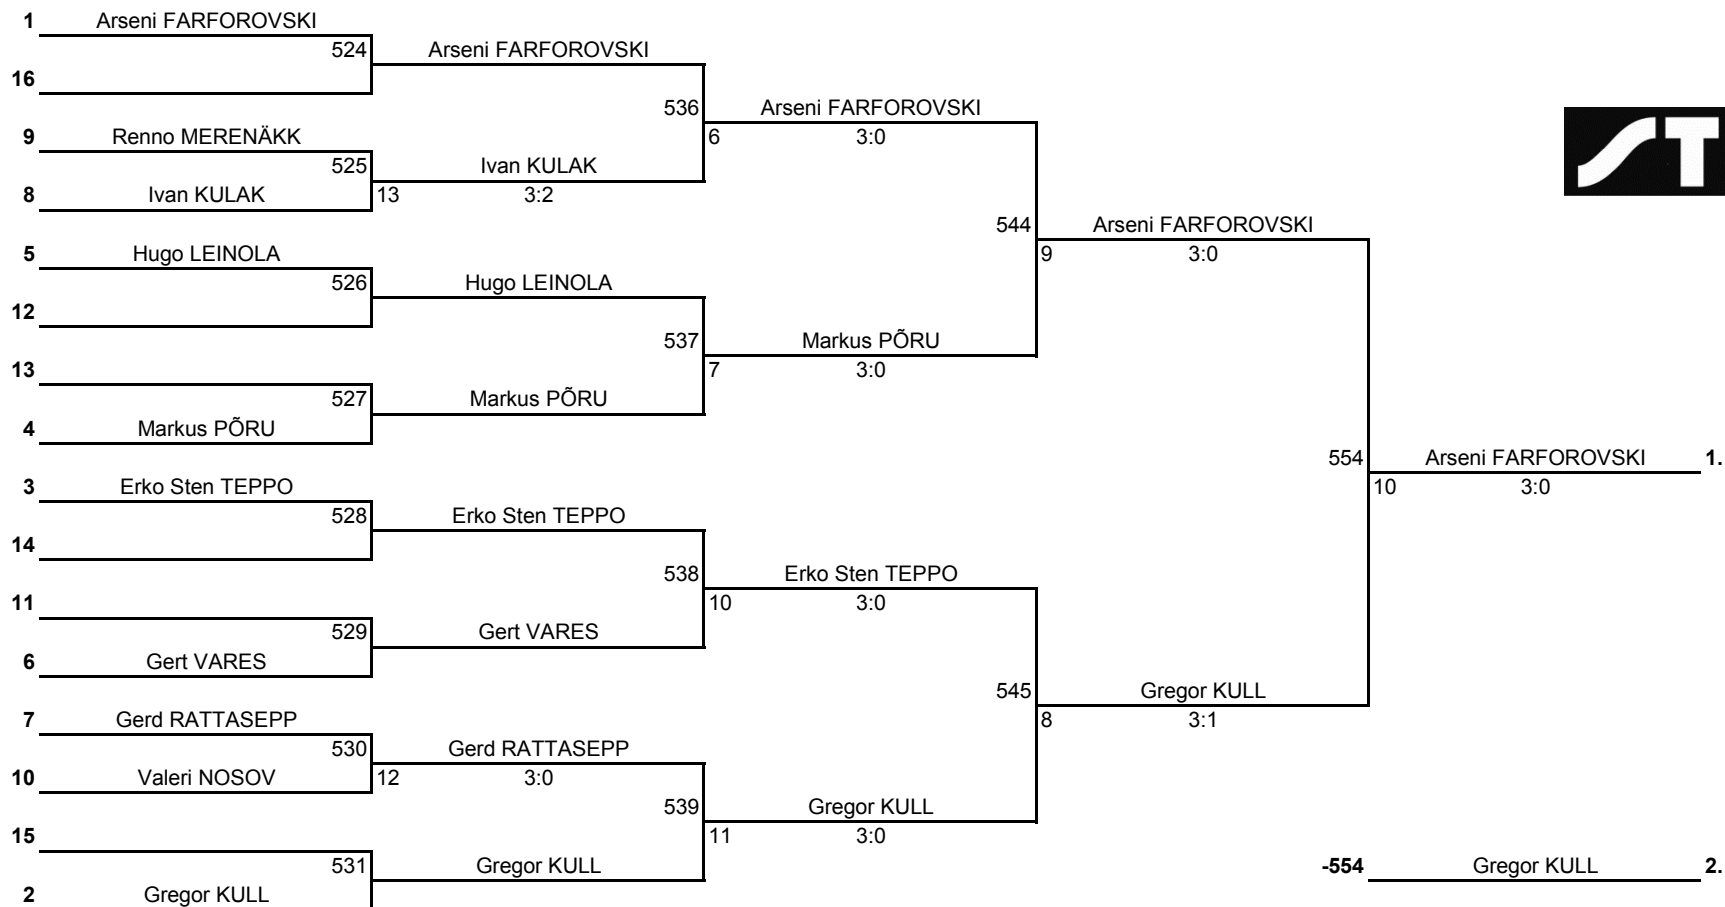 1 Arseni FARFOROVSKI
524 Arseni FARFOROVSKI
16
536 Arseni FARFOROVSKI
9 Renno MERENÄKK 6 3:0
525 Ivan KULAK
8 Ivan KULAK 13 3:2
544 Arseni FARFOROVSKI
5 Hugo LEINOLA 9 3:0
526 Hugo LEINOLA
12
537 Markus PÕRU
13 7 3:0
527 Markus PÕRU
4 Markus PÕRU
554 Arseni FARFOROVSKI 1.
3 Erko Sten TEPPO 10 3:0
528 Erko Sten TEPPO
14
538 Erko Sten TEPPO
11 10 3:0
529 Gert VARES
6 Gert VARES
545 Gregor KULL
7 Gerd RATTASEPP 8 3:1
530 Gerd RATTASEPP
10 Valeri NOSOV 12 3:0
539 Gregor KULL
15 11 3:0
531 Gregor KULL -554 Gregor KULL 2.
2 Gregor KULL
ST